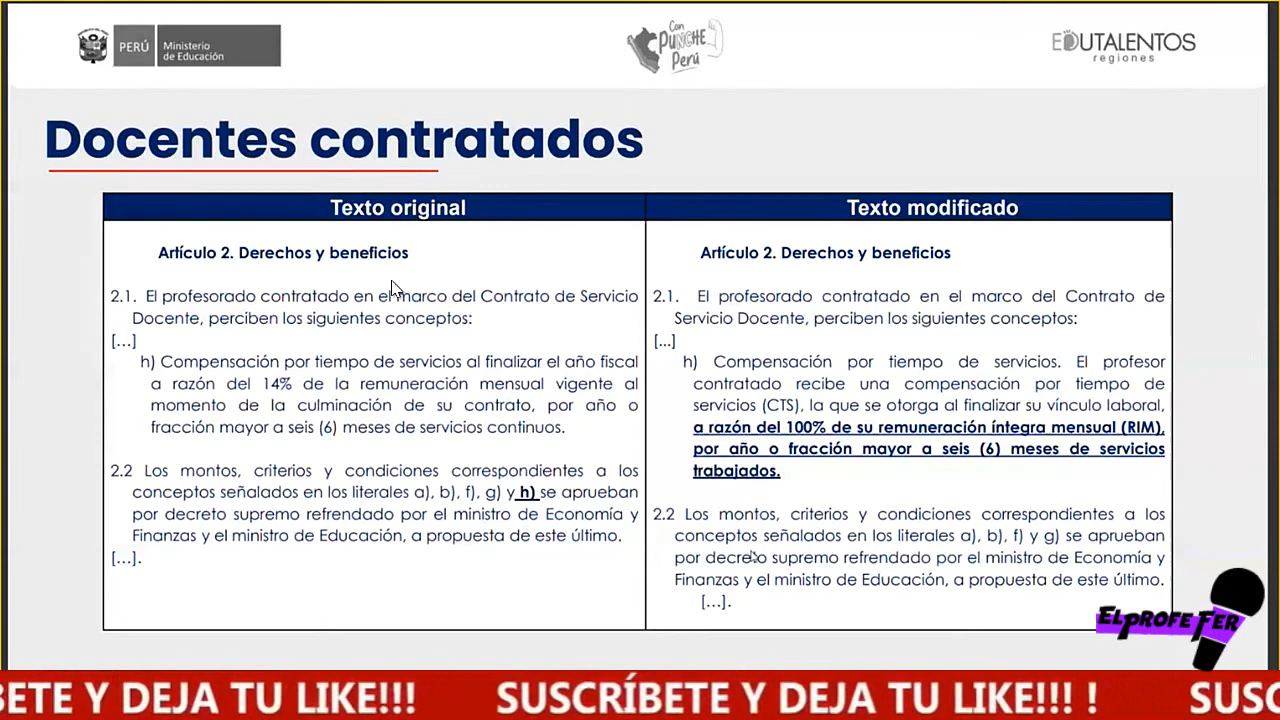 PERÚ
Ministerio
de Educación
Con
PUNCHE
Perú
EDUTALENTOS
regiones
Docentes contratados
Texto original
Artículo 2. Derechos y beneficios
2.1. El profesorado contratado en el marco del Contrato de Servicio
Docente, perciben los siguientes conceptos:
[...]
h) Compensación por tiempo de servicios al finalizar el año fiscal
a razón del 14% de la remuneración mensual vigente al
momento de la culminación de su contrato, por año o
fracción mayor a seis (6) meses de servicios continuos.
2.2 Los montos, criterios y condiciones correspondientes a los
conceptos señalados en los literales a), b), f), g) y h) se aprueban
por decreto supremo refrendado por el ministro de Economía y
Finanzas y el ministro de Educación, a propuesta de este último.
[...].
Texto modificado
Artículo 2. Derechos y beneficios
2.1. El profesorado contratado en el marco del Contrato de
Servicio Docente, perciben los siguientes conceptos:
[...]
h) Compensación por tiempo de servicios. El profesor
contratado recibe una compensación por tiempo de
servicios (CTS), la que se otorga al finalizar su vínculo laboral,
a razón del 100% de su remuneración íntegra mensual (RIM),
por año o fracción mayor a seis (6) meses de servicios
trabajados.
2.2 Los montos, criterios y condiciones correspondientes a los
conceptos señalados en los literales a), b), f) y g) se aprueban
por decreto supremo refrendado por el ministro de Economía y
Finanzas y el ministro de Educación, a propuesta de este último.
[...].
EL PROFE FER
BETE Y DEJA TU LIKE!!! SUSCRÍBETE Y DEJA TU LIKE!!! ! SUSC